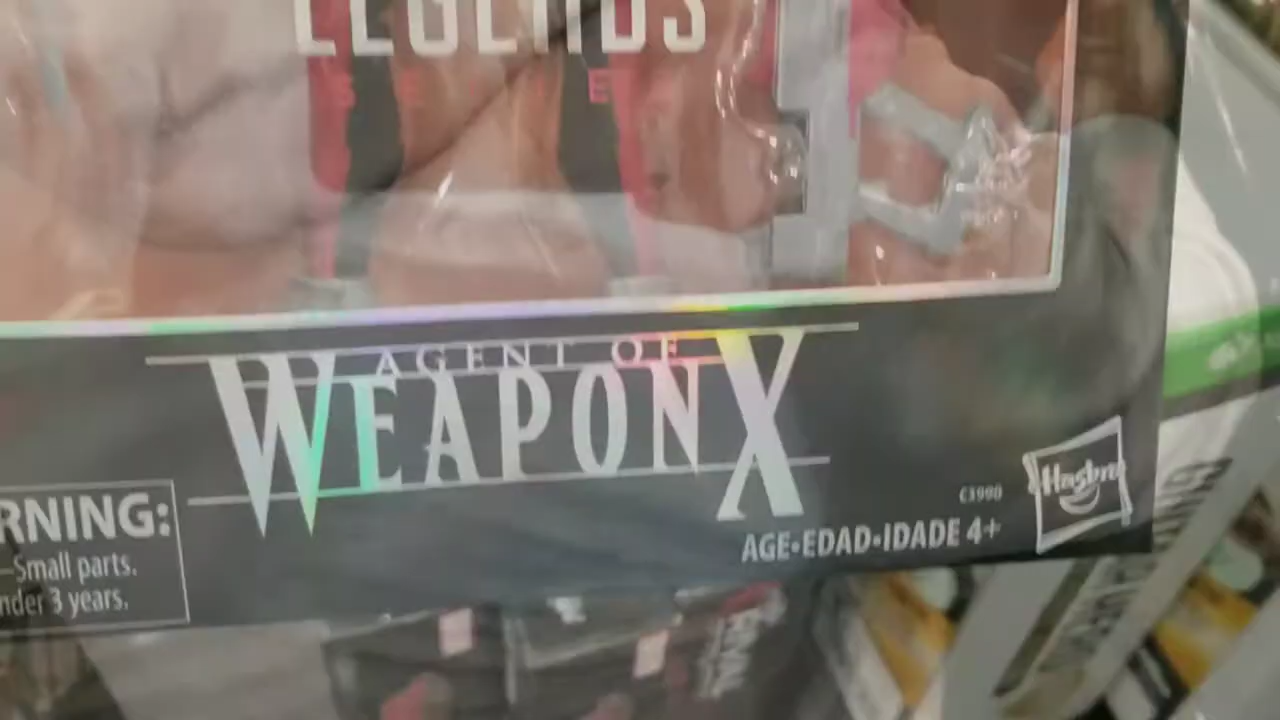 LEGENDS
AGENT OF
WEAPON X
RNING:
–Small parts.
nder 3 years.
C3990
AGE•EDAD•IDADE 4+
Hasbro